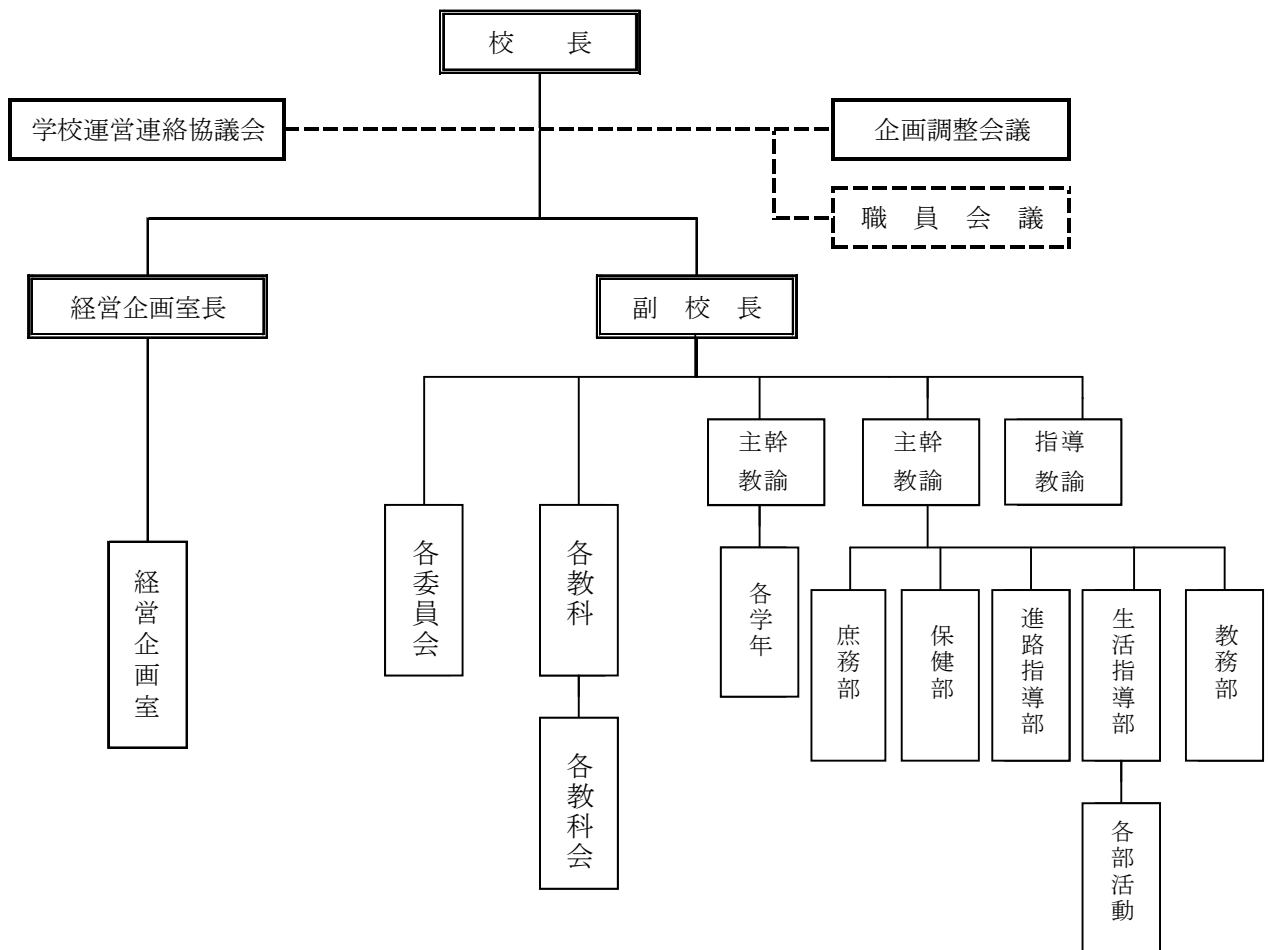 校　長
学校運営連絡協議会
企画調整会議
職　員　会　議
経営企画室長
副　校　長
主幹
教諭
主幹
教諭
指導
教諭
経営企画室
各委員会
各教科
各学年
庶務部
保健部
進路指導部
生活指導部
教務部
各教科会
各部活動